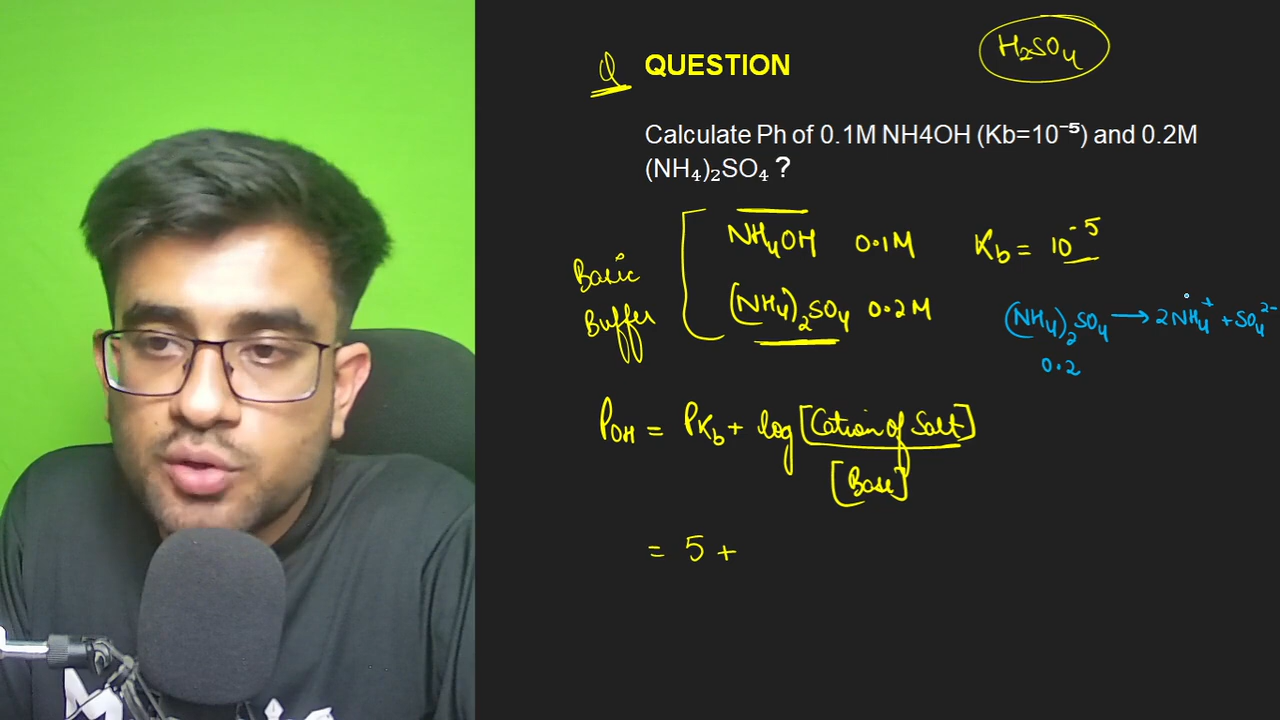 H₂SO₄
Q QUESTION
Calculate Ph of 0.1M NH4OH (Kb=10⁻⁵) and 0.2M
(NH₄)₂SO₄ ?
Basic Buffer
NH₄OH 0.1M Kb = 10⁻⁵
(NH₄)₂SO₄ 0.2M
(NH₄)₂SO₄ → 2NH₄⁺ + SO₄²⁻
0.2
POH = PKb + log [Cation of Salt]
[Base]
= 5 +